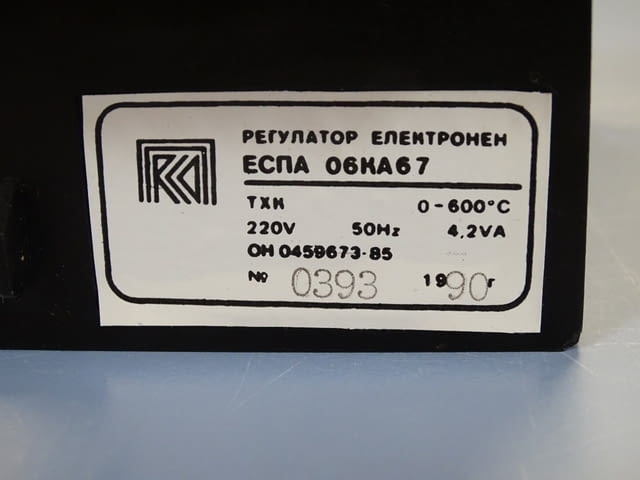 РЕГУЛАТОР ЕЛЕКТРОНЕН
ЕСПА 06КА67
ТХК 0-600°C
220V 50Hz 4,2VA
ОН 0459673-85
№ 0393 1990г